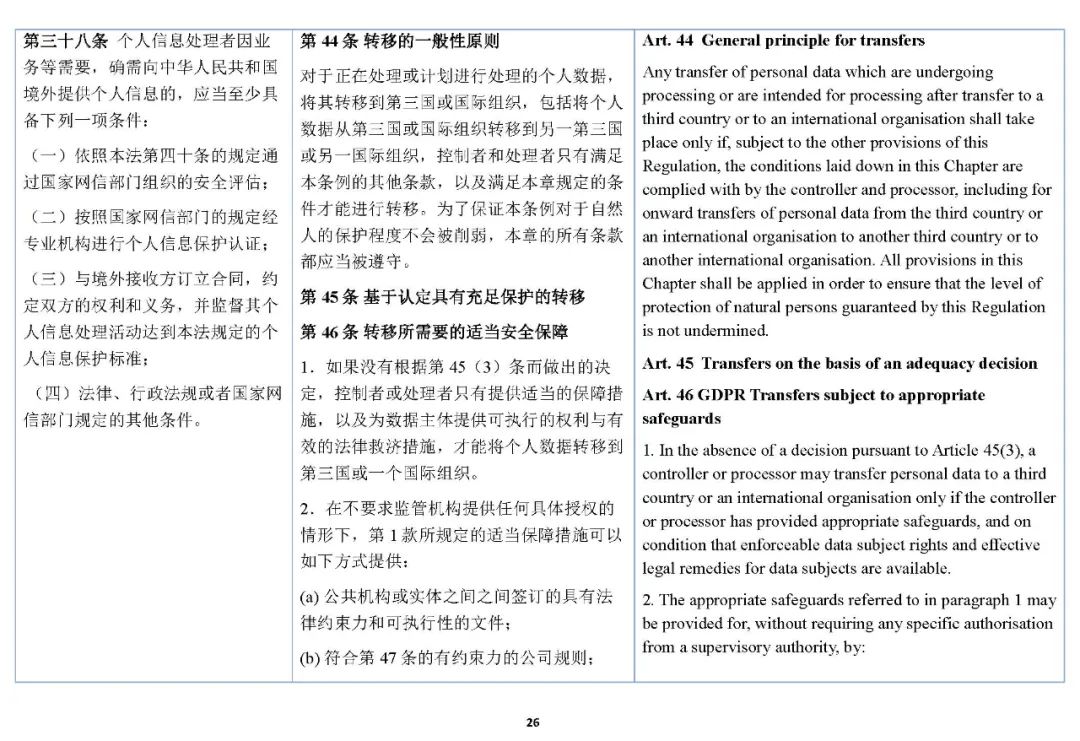 第三十八条 个人信息处理者因业
务等需要，确需向中华人民共和国
境外提供个人信息的，应当至少具
备下列一项条件：
（一）依照本法第四十条的规定通
过国家网信部门组织的安全评估；
（二）按照国家网信部门的规定经
专业机构进行个人信息保护认证；
（三）与境外接收方订立合同，约
定双方的权利和义务，并监督其个
人信息处理活动达到本法规定的个
人信息保护标准；
（四）法律、行政法规或者国家网
信部门规定的其他条件。
第 44 条 转移的一般性原则
对于正在处理或计划进行处理的个人数据，
将其转移到第三国或国际组织，包括将个人
数据从第三国或国际组织转移到另一第三国
或另一国际组织，控制者和处理者只有满足
本条例的其他条款，以及满足本章规定的条
件才能进行转移。为了保证本条例对于自然
人的保护程度不会被削弱，本章的所有条款
都应当被遵守。
第 45 条 基于认定具有充足保护的转移
第 46 条 转移所需要的适当安全保障
1．如果没有根据第 45（3）条而做出的决
定，控制者或处理者只有提供适当的保障措
施，以及为数据主体提供可执行的权利与有
效的法律救济措施，才能将个人数据转移到
第三国或一个国际组织。
2．在不要求监管机构提供任何具体授权的
情形下，第 1 款所规定的适当保障措施可以
如下方式提供：
(a) 公共机构或实体之间之间签订的具有法
律约束力和可执行性的文件；
(b) 符合第 47 条的有约束力的公司规则；
Art. 44 General principle for transfers
Any transfer of personal data which are undergoing
processing or are intended for processing after transfer to a
third country or to an international organisation shall take
place only if, subject to the other provisions of this
Regulation, the conditions laid down in this Chapter are
complied with by the controller and processor, including for
onward transfers of personal data from the third country or
an international organisation to another third country or to
another international organisation. All provisions in this
Chapter shall be applied in order to ensure that the level of
protection of natural persons guaranteed by this Regulation
is not undermined.
Art. 45 Transfers on the basis of an adequacy decision
Art. 46 GDPR Transfers subject to appropriate
safeguards
1. In the absence of a decision pursuant to Article 45(3), a
controller or processor may transfer personal data to a third
country or an international organisation only if the controller
or processor has provided appropriate safeguards, and on
condition that enforceable data subject rights and effective
legal remedies for data subjects are available.
2. The appropriate safeguards referred to in paragraph 1 may
be provided for, without requiring any specific authorisation
from a supervisory authority, by:
26